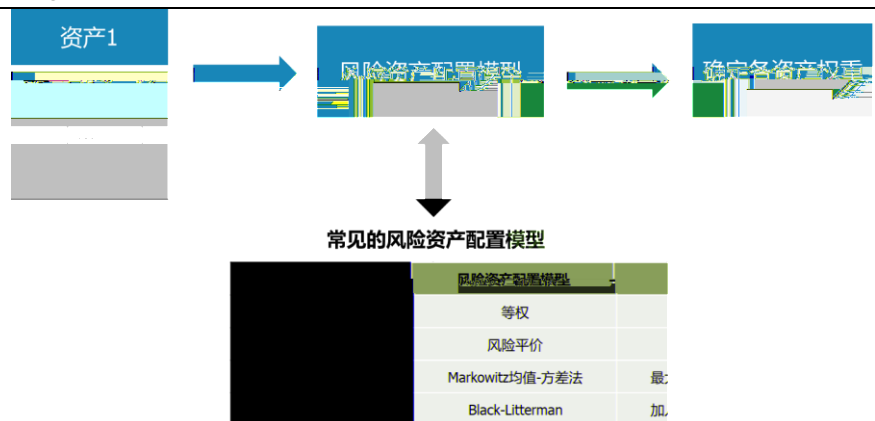 资产1
风险资产配置模型
确定各资产权重
常见的风险资产配置模型
风险资产配置模型
等权
风险平价
Markowitz均值-方差法
最
Black-Litterman
加